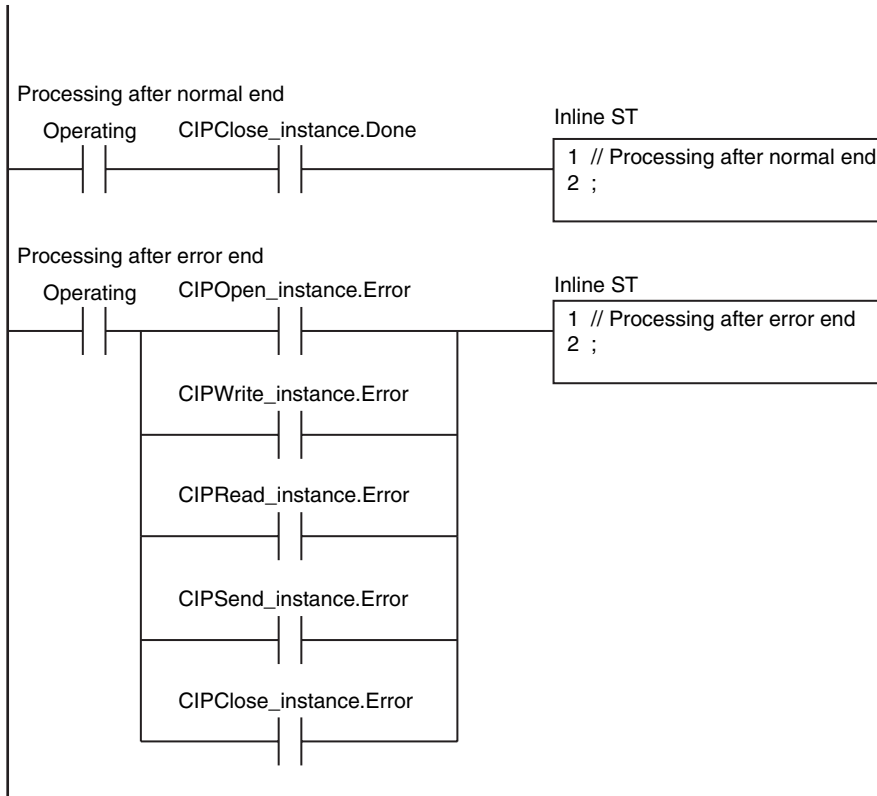 Processing after normal end
Operating CIPClose_instance.Done
Inline ST
1 // Processing after normal end
2 ;
Processing after error end
Operating CIPOpen_instance.Error
Inline ST
1 // Processing after error end
2 ;
CIPWrite_instance.Error
CIPRead_instance.Error
CIPSend_instance.Error
CIPClose_instance.Error